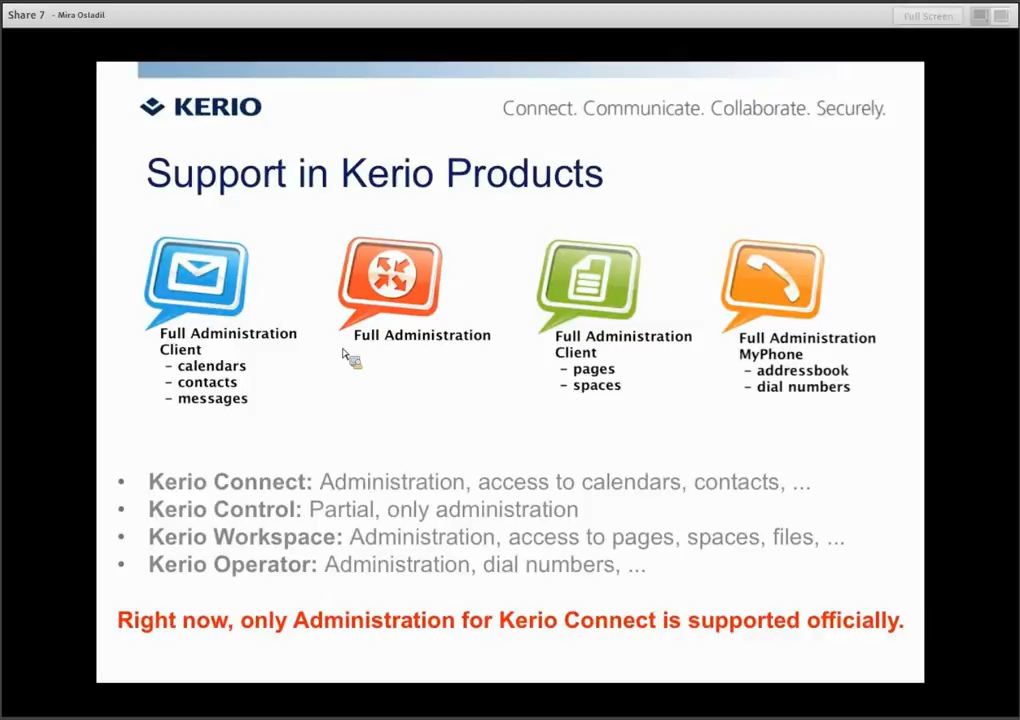 Share 7 - Mira Osladil
Full Screen
KERIO
Connect. Communicate. Collaborate. Securely.
Support in Kerio Products
Full Administration
Client
- calendars
- contacts
- messages
Full Administration
Full Administration
Client
- pages
- spaces
Full Administration
MyPhone
- addressbook
- dial numbers
• Kerio Connect: Administration, access to calendars, contacts, ...
• Kerio Control: Partial, only administration
• Kerio Workspace: Administration, access to pages, spaces, files, ...
• Kerio Operator: Administration, dial numbers, ...
Right now, only Administration for Kerio Connect is supported officially.